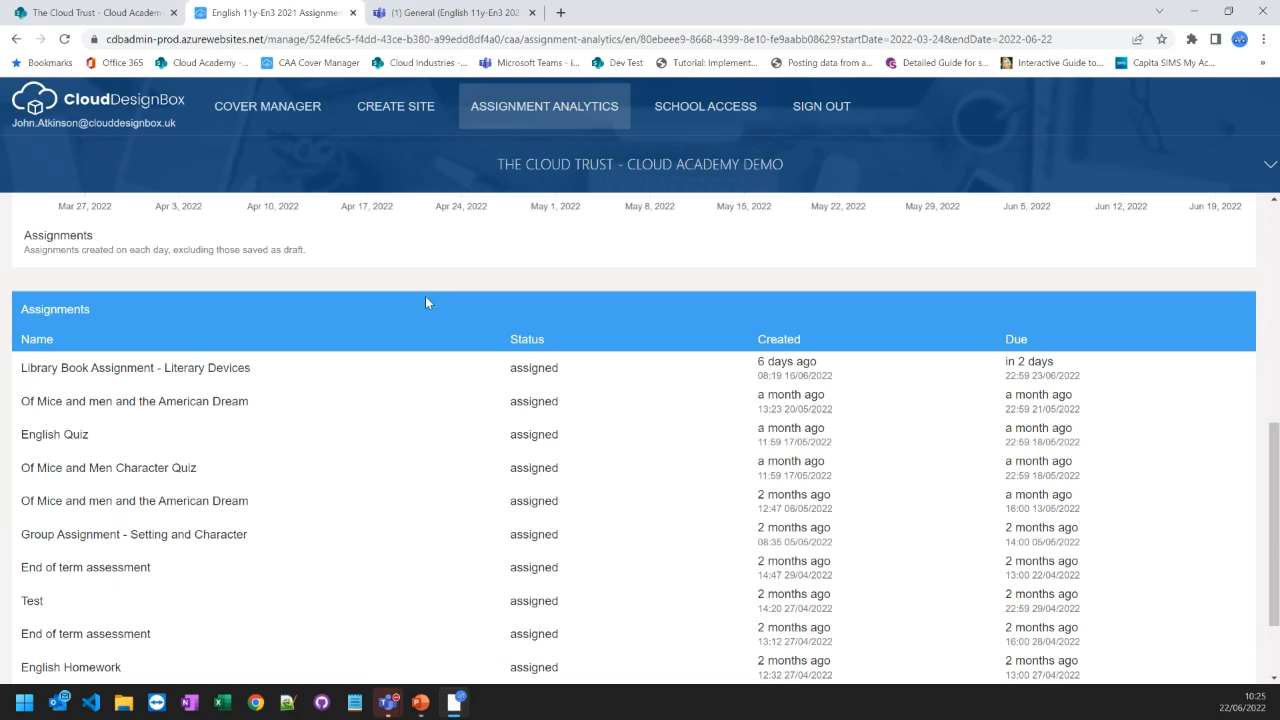 The Cloud Trust - Cloud Academ
English 11y-En3 2021 Assignmen
(1) General (English 11y-En3 202
cdbadmin-prod.azurewebsites.net/manage/524fe6c5-f4dd-43ce-b380-a99edd8df4a0/caa/assignment-analytics/en/80ebeee9-8668-4399-8e10-fe9aabb08629?startDate=2022-03-24&endDate=2022-06-22
Bookmarks
Office 365
Cloud Academy -...
CAA Cover Manager
Cloud Industries -...
Microsoft Teams - i...
Dev Test
Tutorial: Implement...
Posting data from a...
Detailed Guide for s...
Interactive Guide to...
Capita SIMS My Ac...
»
CloudDesignBox
John.Atkinson@clouddesignbox.uk
COVER MANAGER
CREATE SITE
ASSIGNMENT ANALYTICS
SCHOOL ACCESS
SIGN OUT
THE CLOUD TRUST - CLOUD ACADEMY DEMO
Mar 27, 2022 Apr 3, 2022 Apr 10, 2022 Apr 17, 2022 Apr 24, 2022 May 1, 2022 May 8, 2022 May 15, 2022 May 22, 2022 May 29, 2022 Jun 5, 2022 Jun 12, 2022 Jun 19, 2022
Assignments
Assignments created on each day, excluding those saved as draft.
Assignments
Name Status Created Due
Library Book Assignment - Literary Devices assigned 6 days ago in 2 days
08:19 16/06/2022 22:59 23/06/2022
Of Mice and men and the American Dream assigned a month ago a month ago
13:23 20/05/2022 22:59 21/05/2022
English Quiz assigned a month ago a month ago
11:59 17/05/2022 22:59 18/05/2022
Of Mice and Men Character Quiz assigned a month ago a month ago
11:59 17/05/2022 22:59 18/05/2022
Of Mice and men and the American Dream assigned 2 months ago a month ago
12:47 06/05/2022 16:00 13/05/2022
Group Assignment - Setting and Character assigned 2 months ago 2 months ago
08:35 05/05/2022 14:00 05/05/2022
End of term assessment assigned 2 months ago 2 months ago
14:47 29/04/2022 13:00 22/04/2022
Test assigned 2 months ago 2 months ago
14:20 27/04/2022 22:59 29/04/2022
End of term assessment assigned 2 months ago 2 months ago
13:12 27/04/2022 16:00 28/04/2022
English Homework assigned 2 months ago 2 months ago
12:32 27/04/2022 13:00 27/04/2022
10:25
22/06/2022